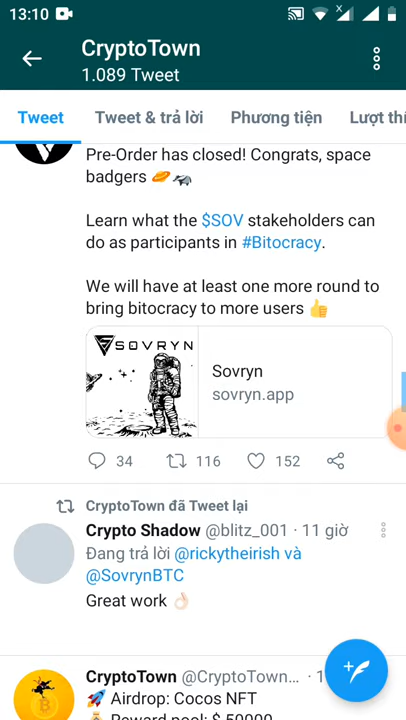 13:10
CryptoTown
1.089 Tweet
Tweet
Tweet & trả lời
Phương tiện
Lượt thí
Pre-Order has closed! Congrats, space
badgers 🥖🦡
Learn what the $SOV stakeholders can
do as participants in #Bitocracy.
We will have at least one more round to
bring bitocracy to more users 👍
SOVRYN
Sovryn
sovryn.app
34
116
152
CryptoTown đã Tweet lại
Crypto Shadow @blitz_001 · 11 giờ
Đang trả lời @rickytheirish và
@SovrynBTC
Great work 👌🏻
CryptoTown @CryptoTown... · 1
🚀 Airdrop: Cocos NFT
💰 Reward pool: $ 50000